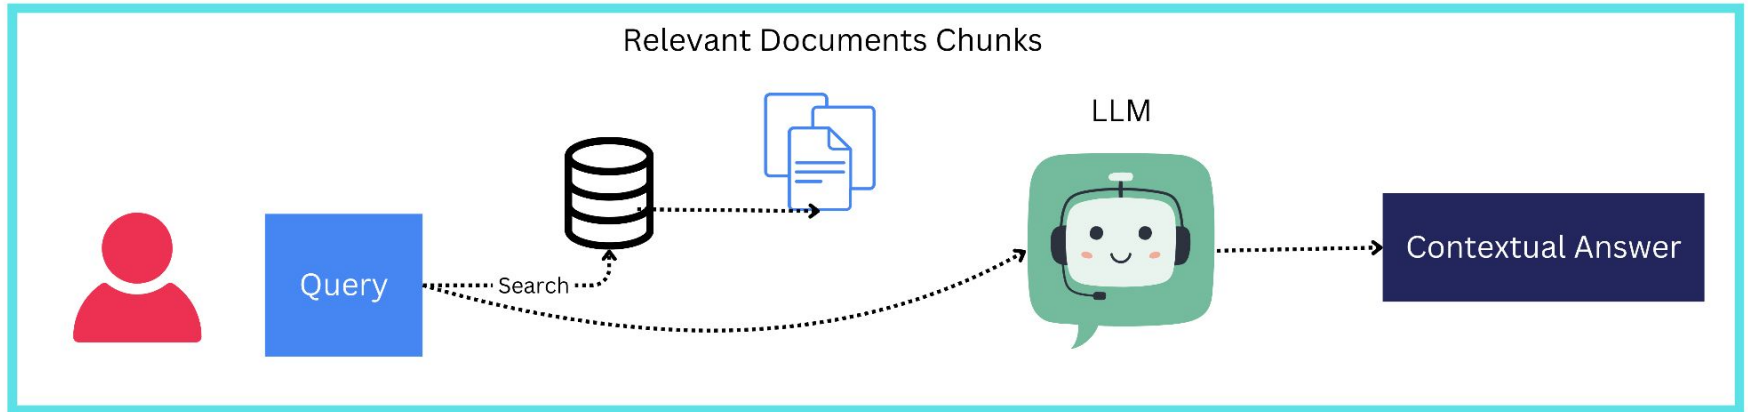 Relevant Documents Chunks
LLM
Query
Search
Contextual Answer